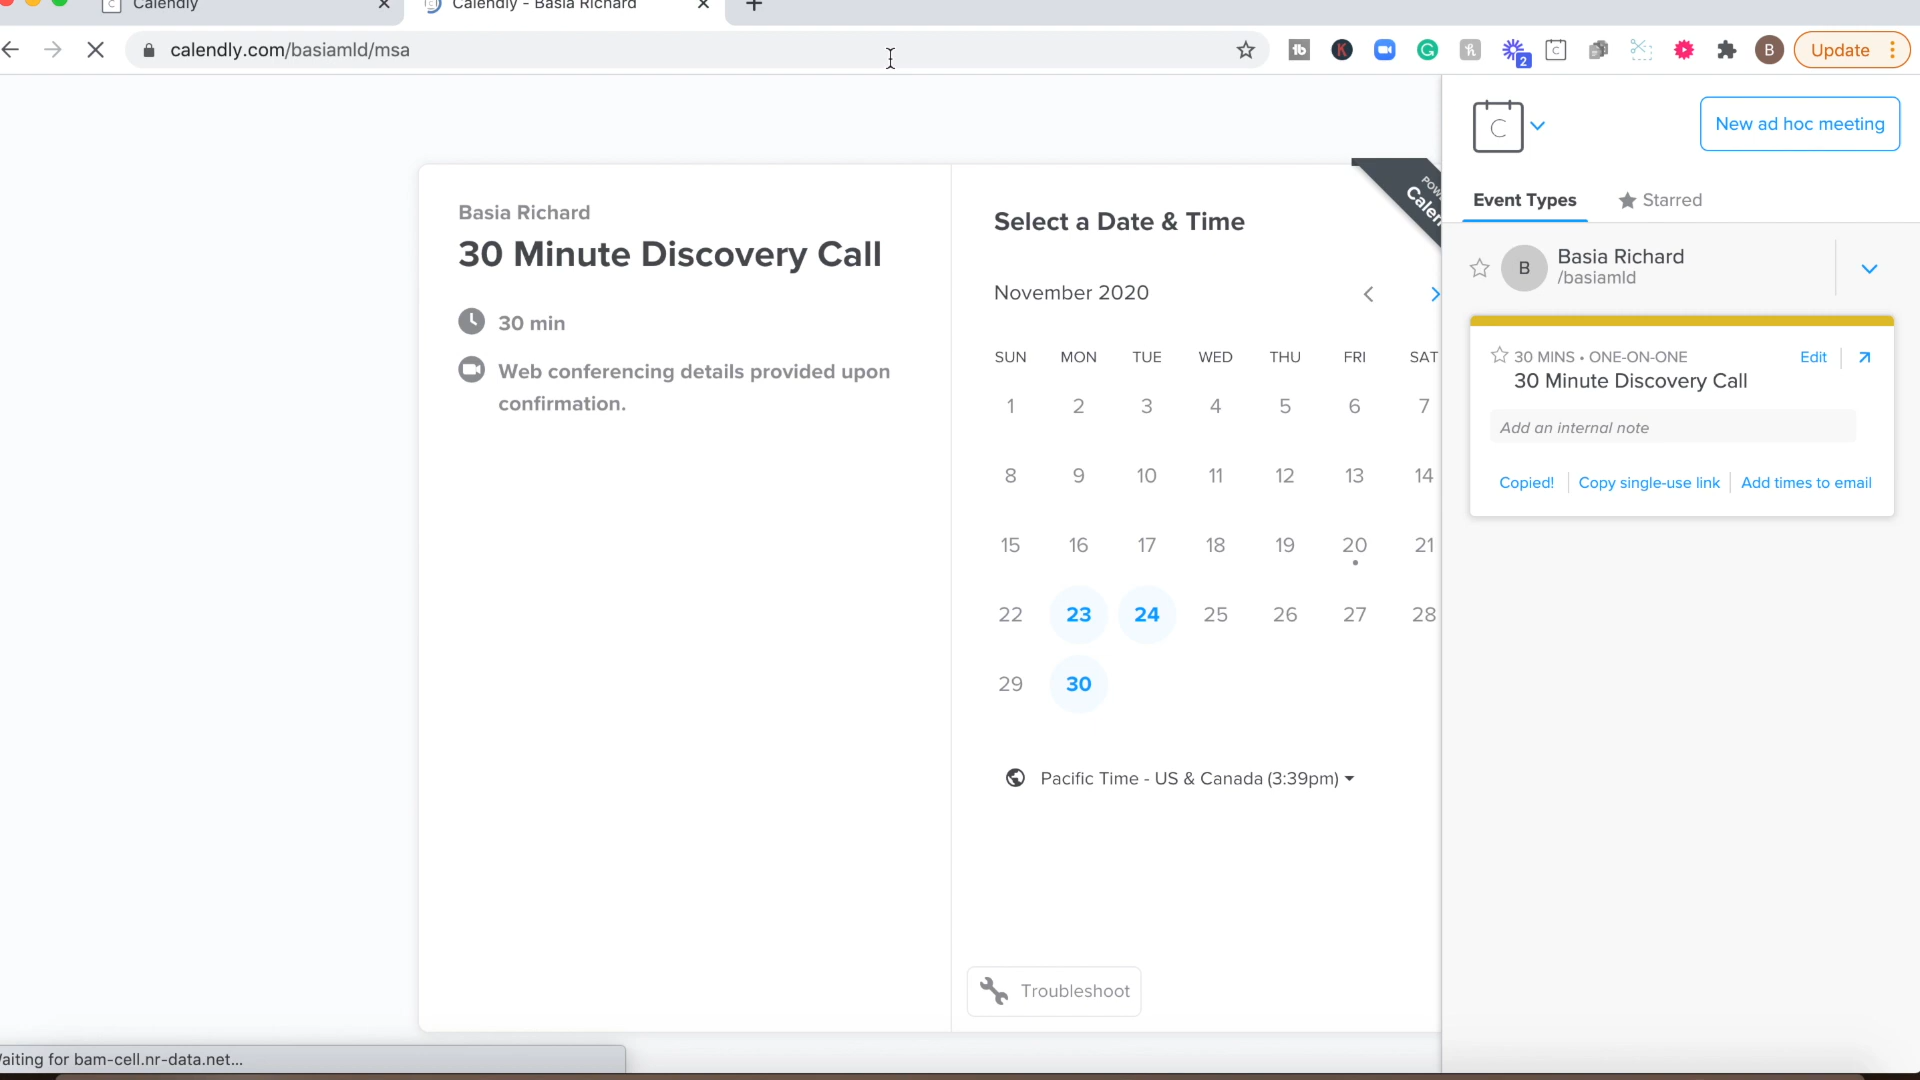 Calendly
Calendly - Basia Richard
calendly.com/basiamld/msa
2
B
Update
C
New ad hoc meeting
Event Types
Starred
B
Basia Richard
/basiamld
30 MINS • ONE-ON-ONE
Edit
30 Minute Discovery Call
Add an internal note
Copied!
Copy single-use link
Add times to email
Basia Richard
30 Minute Discovery Call
30 min
Web conferencing details provided upon
confirmation.
Select a Date & Time
November 2020
SUN MON TUE WED THU FRI SAT
1 2 3 4 5 6 7
8 9 10 11 12 13 14
15 16 17 18 19 20 21
22 23 24 25 26 27 28
29 30
Pacific Time - US & Canada (3:39pm)
Troubleshoot
for bam-cell.nr-data.net...